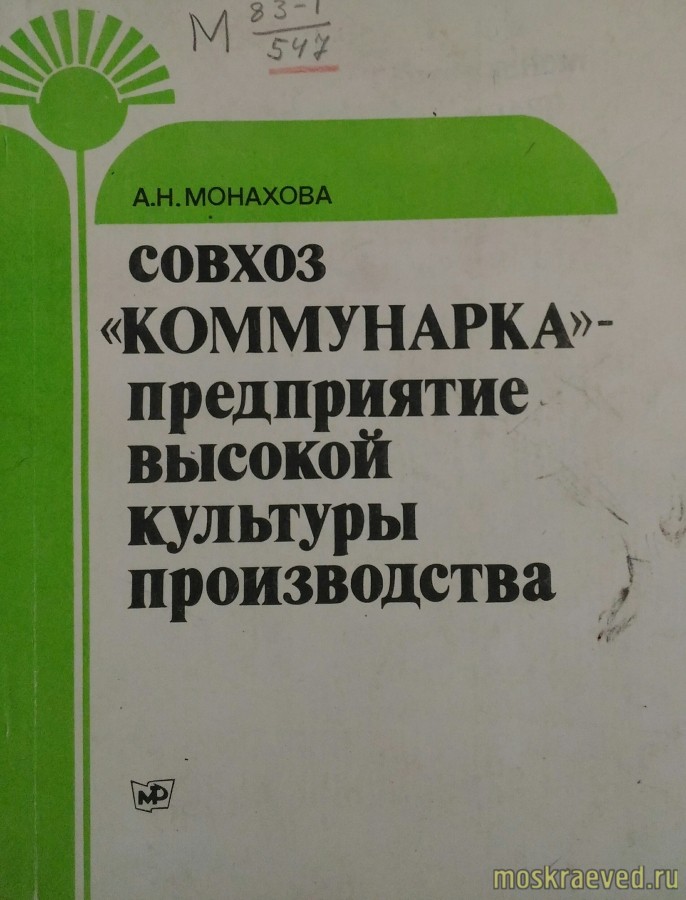 М 83-1
547
А.Н. МОНАХОВА
СОВХОЗ
«КОММУНАРКА»-
предприятие
высокой
культуры
производства
МР
moskraeved.ru